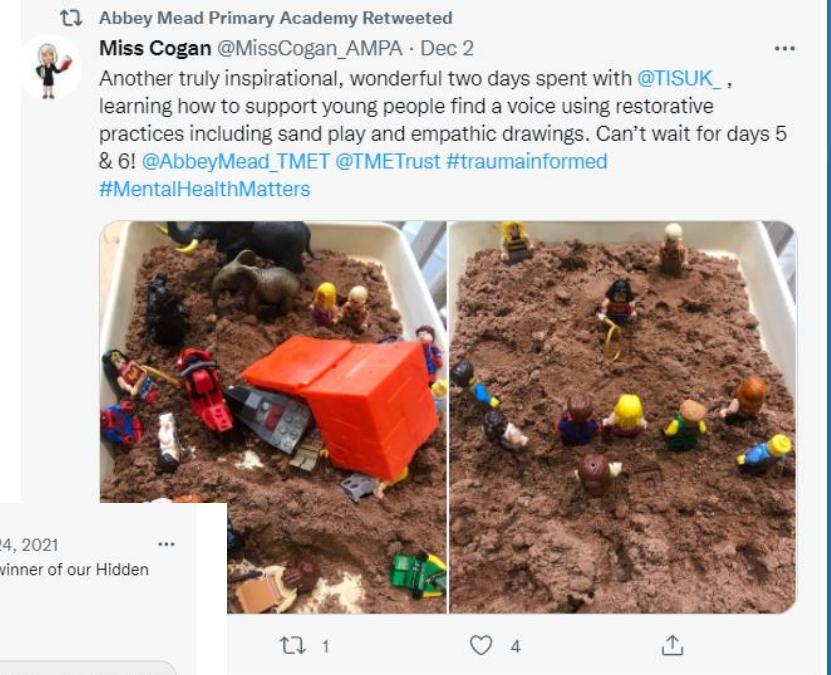 Abbey Mead Primary Academy Retweeted
Miss Cogan @MissCogan_AMPA · Dec 2
Another truly inspirational, wonderful two days spent with @TISUK_ ,
learning how to support young people find a voice using restorative
practices including sand play and empathic drawings. Can't wait for days 5
& 6! @AbbeyMead_TMET @TMETrust #traumainformed
#MentalHealthMatters
24, 2021
winner of our Hidden
1
4